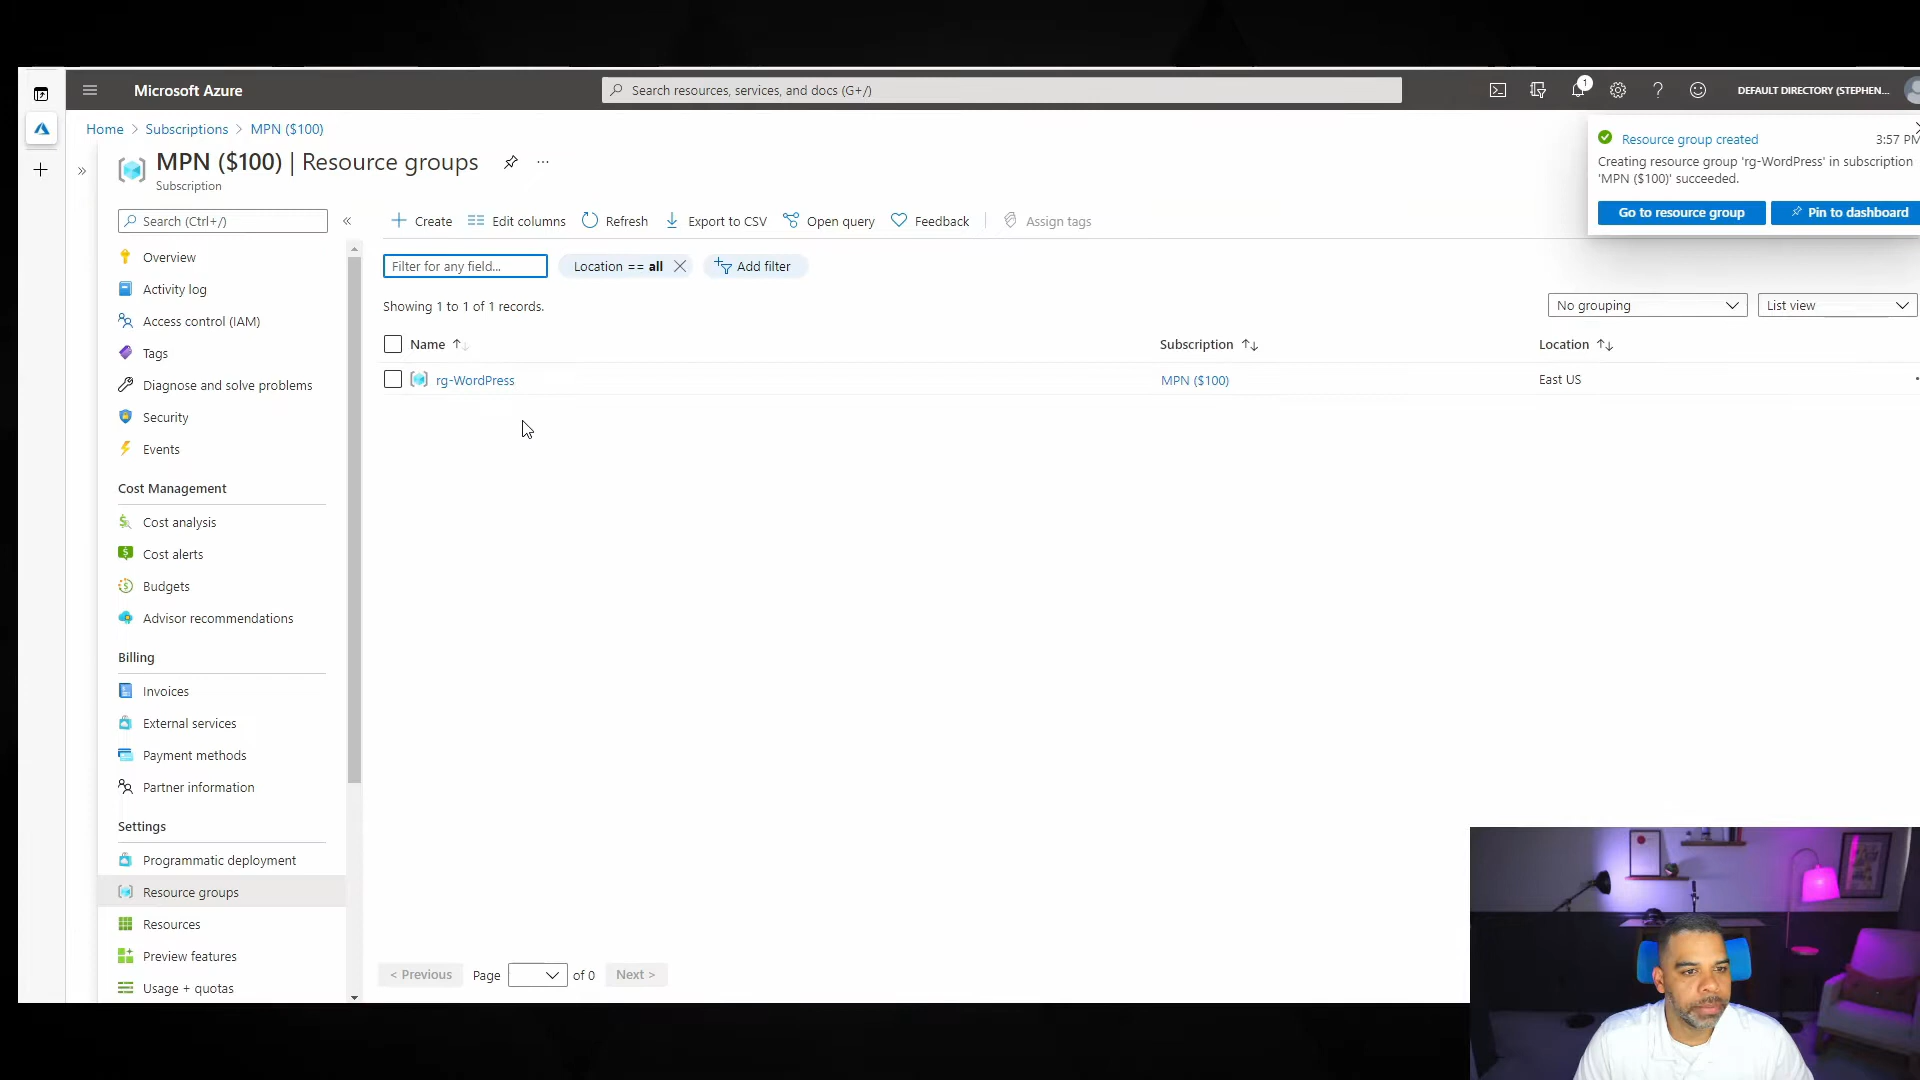 Microsoft Azure
Search resources, services, and docs (G+/)
1
DEFAULT DIRECTORY (STEPHEN...
Home > Subscriptions > MPN ($100)
MPN ($100) | Resource groups
...
Subscription
Resource group created
3:57 PM
Creating resource group 'rg-WordPress' in subscription
'MPN ($100)' succeeded.
Go to resource group
Pin to dashboard
Search (Ctrl+/)
Overview
Activity log
Access control (IAM)
Tags
Diagnose and solve problems
Security
Events
Cost Management
Cost analysis
Cost alerts
Budgets
Advisor recommendations
Billing
Invoices
External services
Payment methods
Partner information
Settings
Programmatic deployment
Resource groups
Resources
Preview features
Usage + quotas
Create
Edit columns
Refresh
Export to CSV
Open query
Feedback
Assign tags
Filter for any field...
Location == all
Add filter
Showing 1 to 1 of 1 records.
No grouping
List view
Name
Subscription
Location
rg-WordPress
MPN ($100)
East US
< Previous
Page
of 0
Next >